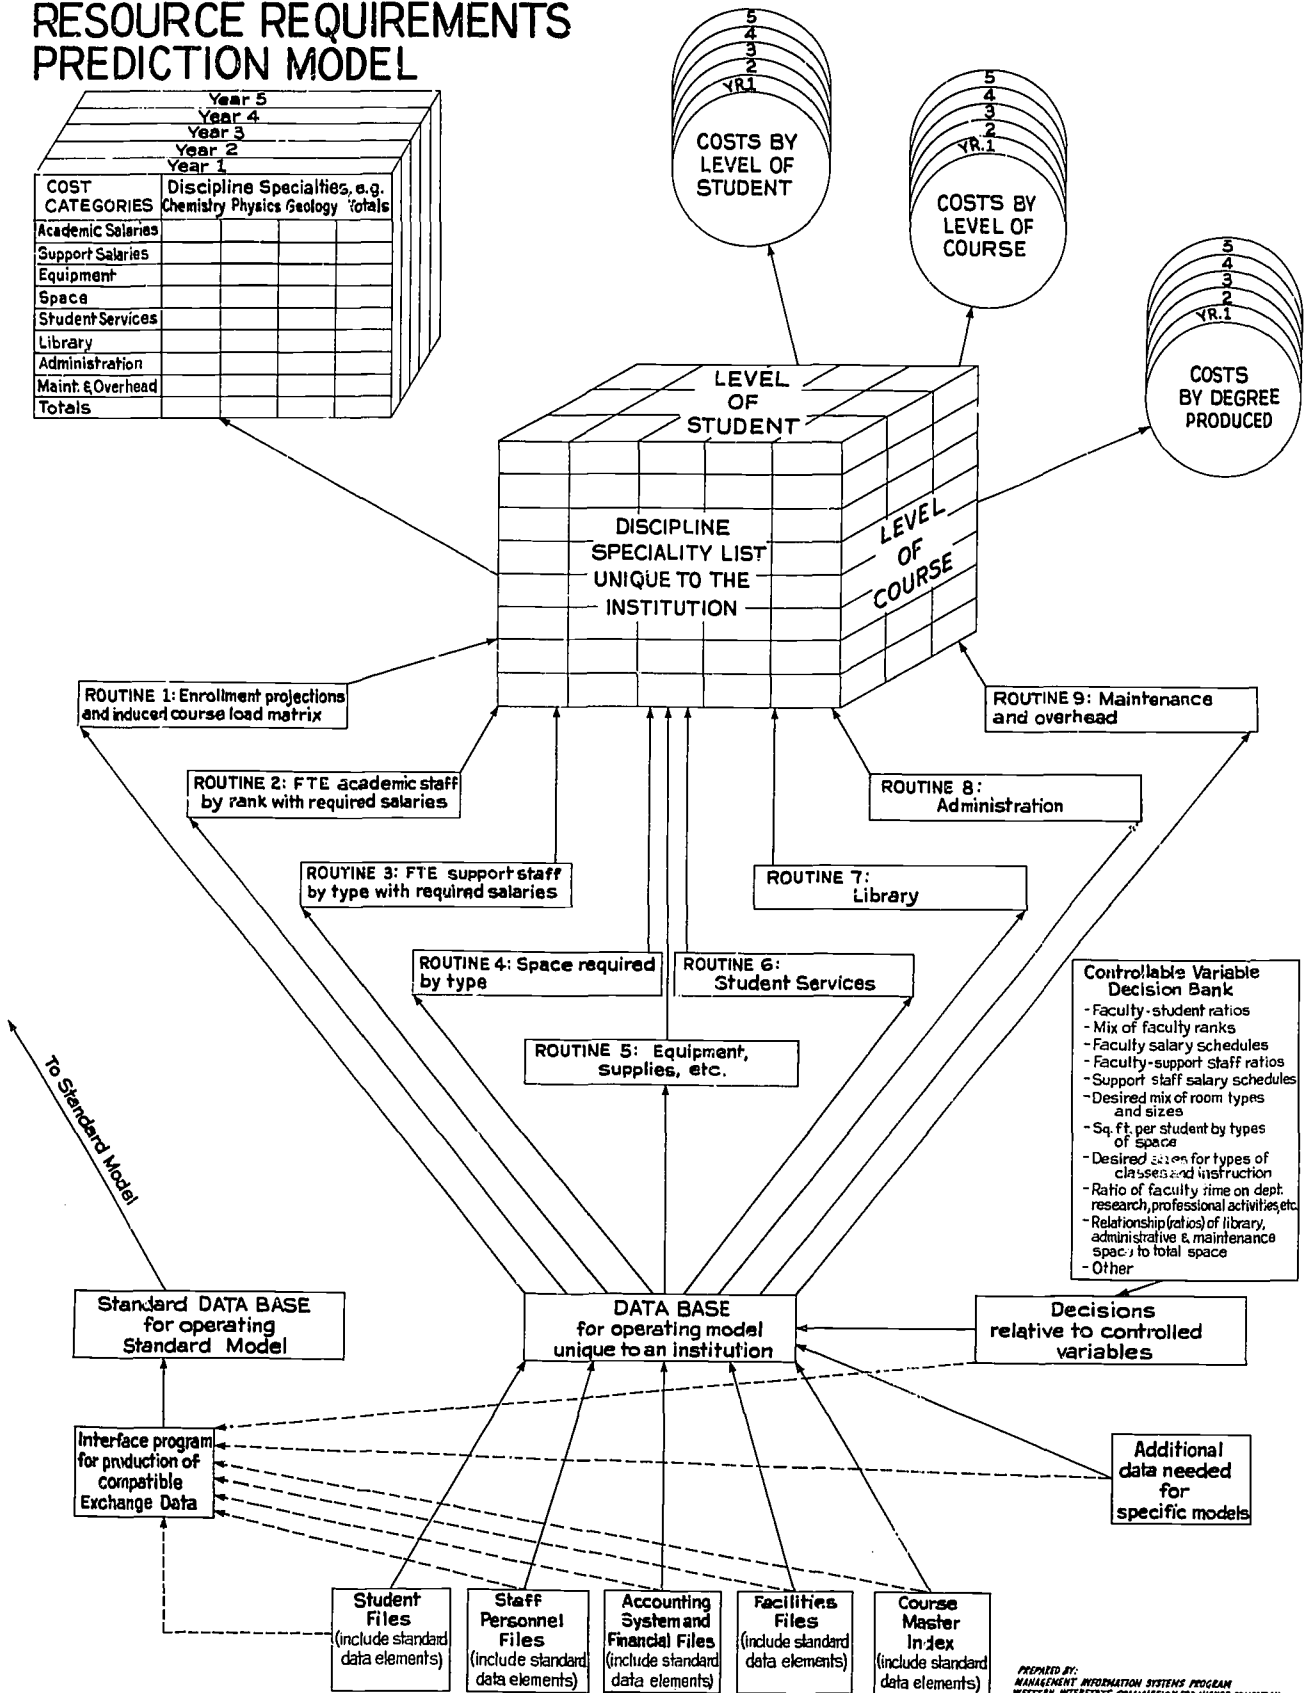 RESOURCE REQUIREMENTS
PREDICTION MODEL
Year 5
Year 4
Year 3
Year 2
Year 1
COST
CATEGORIES
Discipline Specialties, e.g.
Chemistry Physics Geology Totals
Academic Salaries
Support Salaries
Equipment
Space
Student Services
Library
Administration
Maint. & Overhead
Totals
5
4
3
2
YR.1
COSTS BY
LEVEL OF
STUDENT
5
4
3
2
YR.1
COSTS BY
LEVEL OF
COURSE
5
4
3
2
YR.1
COSTS
BY DEGREE
PRODUCED
LEVEL
OF
STUDENT
DISCIPLINE
SPECIALITY LIST
UNIQUE TO THE
INSTITUTION
LEVEL
OF
COURSE
ROUTINE 1: Enrollment projections
and induced course load matrix
ROUTINE 2: FTE academic staff
by rank with required salaries
ROUTINE 3: FTE support staff
by type with required salaries
ROUTINE 4: Space required
by type
ROUTINE 5: Equipment,
supplies, etc.
ROUTINE 6:
Student Services
ROUTINE 7:
Library
ROUTINE 8:
Administration
ROUTINE 9: Maintenance
and overhead
Controllable Variable
Decision Bank
- Faculty-student ratios
- Mix of faculty ranks
- Faculty salary schedules
- Faculty-support staff ratios
- Support staff salary schedules
- Desired mix of room types
and sizes
- Sq. ft. per student by types
of space
- Desired sizes for types of
classes and instruction
- Ratio of faculty time on dept.
research, professional activities, etc.
- Relationship (ratios) of library,
administrative & maintenance
space to total space
- Other
To Standard Model
Standard DATA BASE
for operating
Standard Model
DATA BASE
for operating model
unique to an institution
Decisions
relative to controlled
variables
Interface program
for production of
compatible
Exchange Data
Additional
data needed
for
specific models
Student
Files
(include standard
data elements)
Staff
Personnel
Files
(include standard
data elements)
Accounting
System and
Financial Files
(include standard
data elements)
Facilities
Files
(include standard
data elements)
Course
Master
Index
(include standard
data elements)
PREPARED BY:
MANAGEMENT INFORMATION SYSTEMS PROGRAM